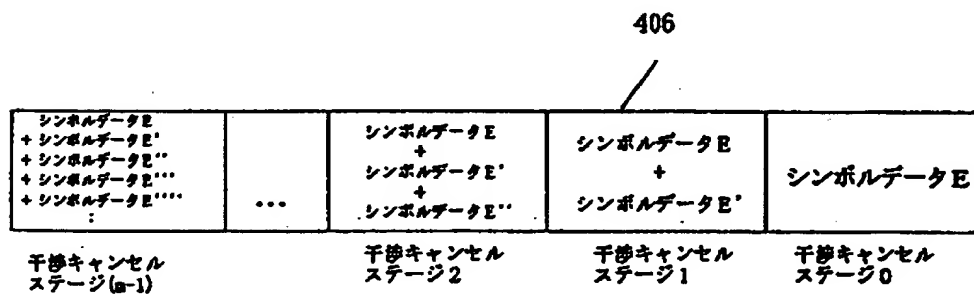 406
シンボルデータE
+ シンボルデータE'
+ シンボルデータE''
+ シンボルデータE'''
+ シンボルデータE''''
:
...
シンボルデータE
+
シンボルデータE'
+
シンボルデータE''
シンボルデータE
+
シンボルデータE'
シンボルデータE
干渉キャンセル
ステージ(m-1)
干渉キャンセル
ステージ2
干渉キャンセル
ステージ1
干渉キャンセル
ステージ0